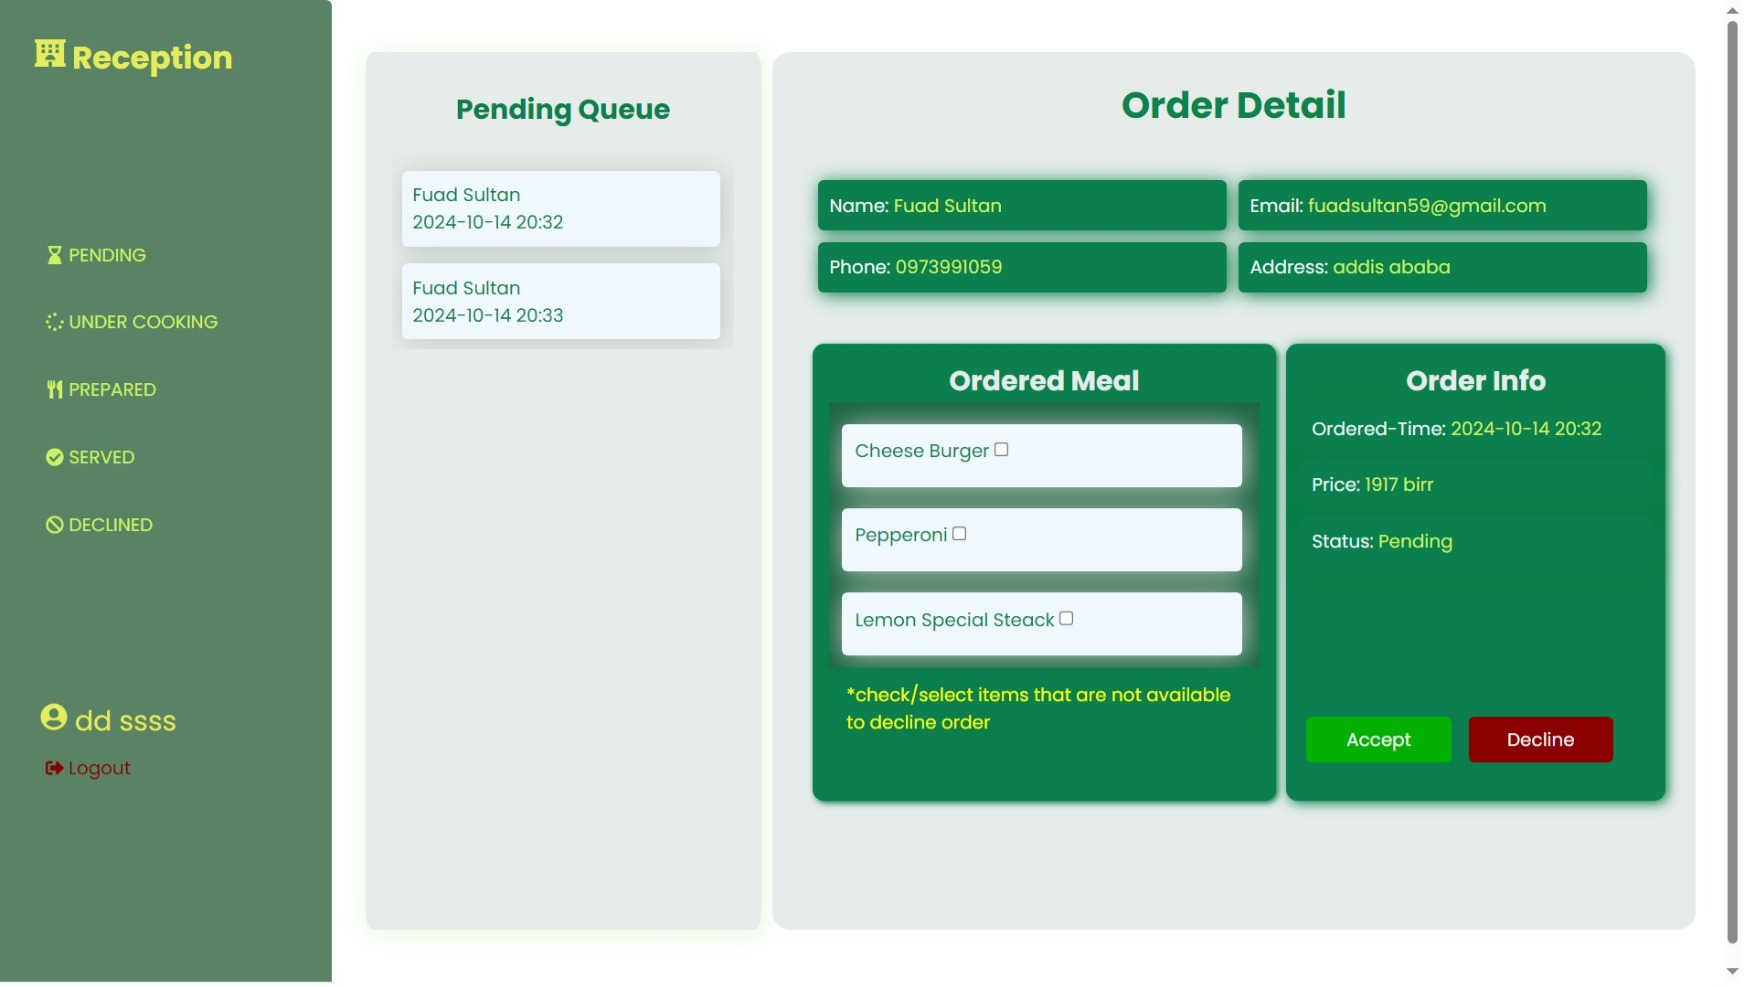 Reception
PENDING
UNDER COOKING
PREPARED
SERVED
DECLINED
dd ssss
Logout
Pending Queue
Fuad Sultan
2024-10-14 20:32
Fuad Sultan
2024-10-14 20:33
Order Detail
Name: Fuad Sultan
Email: fuadsultan59@gmail.com
Phone: 0973991059
Address: addis ababa
Ordered Meal
Cheese Burger
Pepperoni
Lemon Special Steack
*check/select items that are not available
to decline order
Order Info
Ordered-Time: 2024-10-14 20:32
Price: 1917 birr
Status: Pending
Accept
Decline